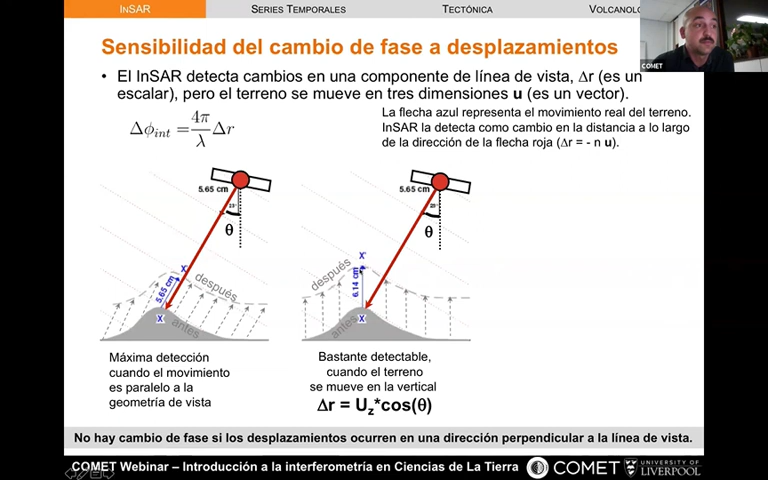 InSAR SERIES TEMPORALES TECTÓNICA
COMET
Sensibilidad del cambio de fase a desplazamientos
• El InSAR detecta cambios en una componente de línea de vista, Δr (es un
escalar), pero el terreno se mueve en tres dimensiones u (es un vector).
La flecha azul representa el movimiento real del terreno.
InSAR la detecta como cambio en la distancia a lo largo
de la dirección de la flecha roja (Δr = - n u).
Δϕint = 4π/λ Δr
5.65 cm
23°
θ
X'
5.65 cm
después
X
antes
5.65 cm
23°
θ
X'
después
6.14 cm
X
antes
Máxima detección
cuando el movimiento
es paralelo a la
geometría de vista
Bastante detectable,
cuando el terreno
se mueve en la vertical
Δr = Uz*cos(θ)
No hay cambio de fase si los desplazamientos ocurren en una dirección perpendicular a la línea de vista.
COMET Webinar – Introducción a la interferometría en Ciencias de La Tierra COMET UNIVERSITY OF LIVERPOOL